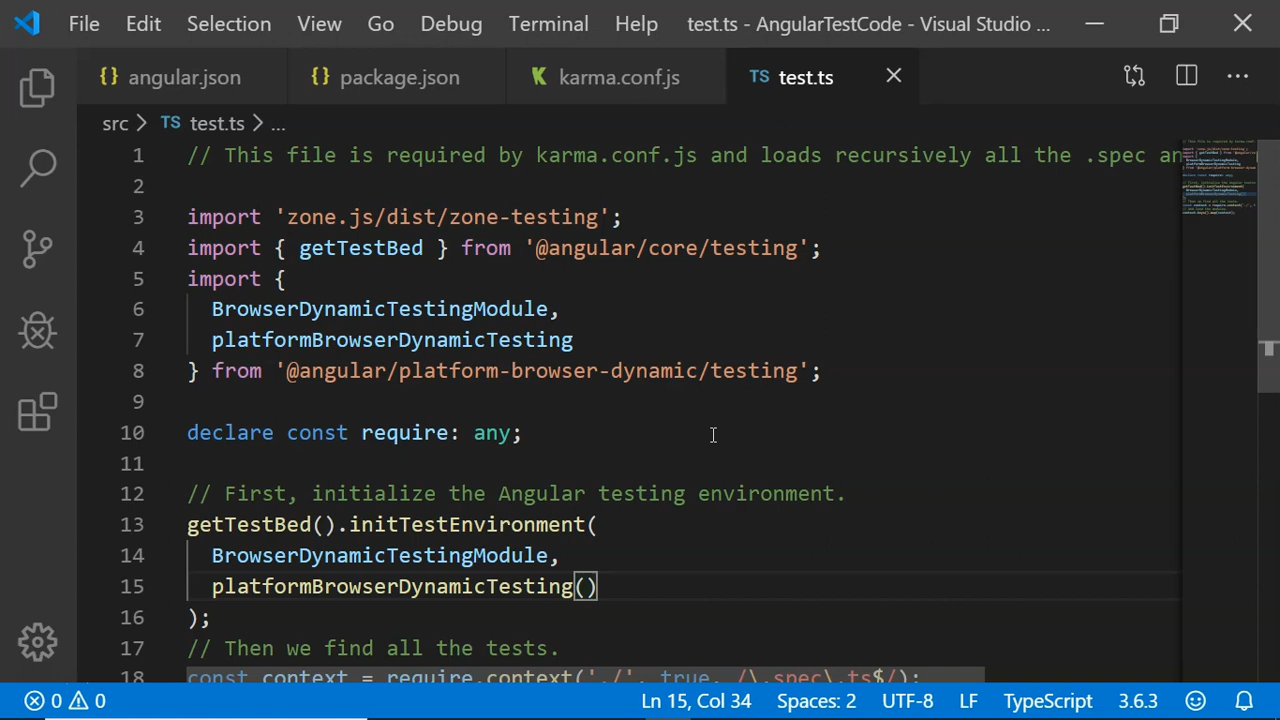 File Edit Selection View Go Debug Terminal Help test.ts - AngularTestCode - Visual Studio ...
{} angular.json {} package.json K karma.conf.js TS test.ts
src > TS test.ts > ...
1 // This file is required by karma.conf.js and loads recursively all the .spec an
2
3 import 'zone.js/dist/zone-testing';
4 import { getTestBed } from '@angular/core/testing';
5 import {
6 BrowserDynamicTestingModule,
7 platformBrowserDynamicTesting
8 } from '@angular/platform-browser-dynamic/testing';
9
10 declare const require: any;
11
12 // First, initialize the Angular testing environment.
13 getTestBed().initTestEnvironment(
14 BrowserDynamicTestingModule,
15 platformBrowserDynamicTesting()
16 );
17 // Then we find all the tests.
18 const context = require.context('./', true, /\.spec\.ts$/);
0 0 Ln 15, Col 34 Spaces: 2 UTF-8 LF TypeScript 3.6.3